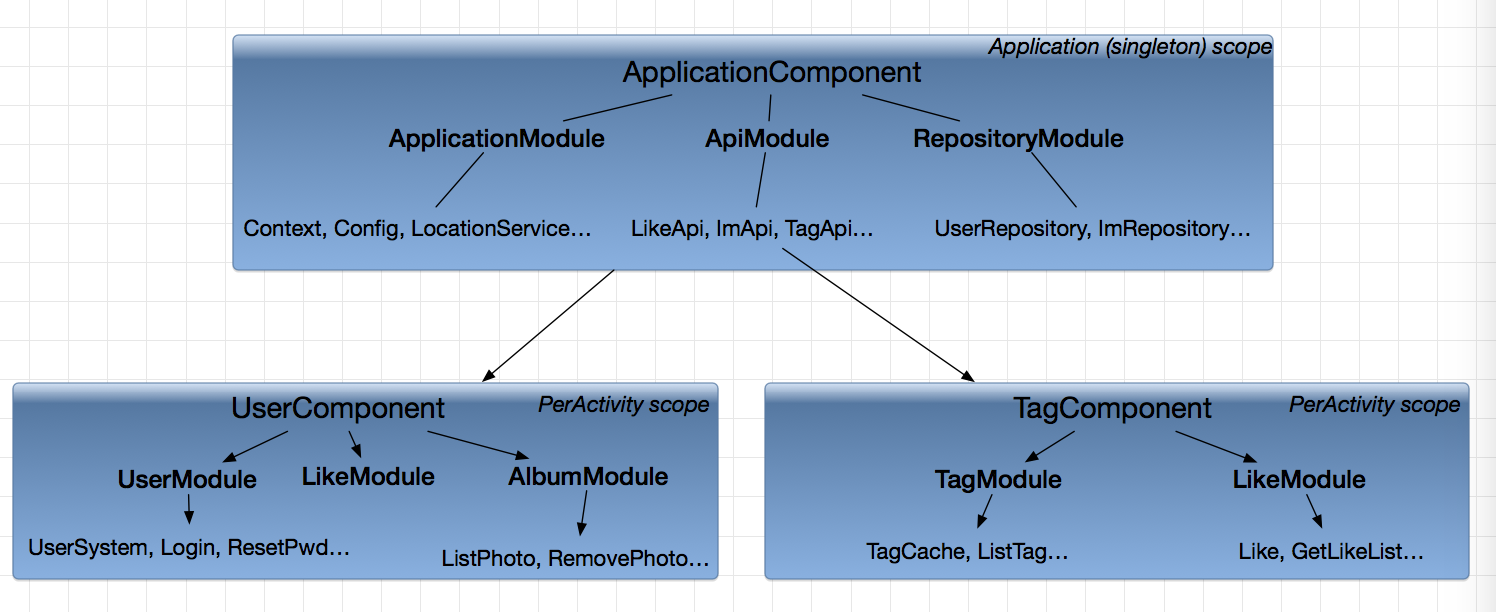 Application (singleton) scope
ApplicationComponent
ApplicationModule
ApiModule
RepositoryModule
Context, Config, LocationService...
LikeApi, ImApi, TagApi...
UserRepository, ImRepository...
UserComponent
PerActivity scope
UserModule
LikeModule
AlbumModule
UserSystem, Login, ResetPwd...
ListPhoto, RemovePhoto...
TagComponent
PerActivity scope
TagModule
LikeModule
TagCache, ListTag...
Like, GetLikeList...